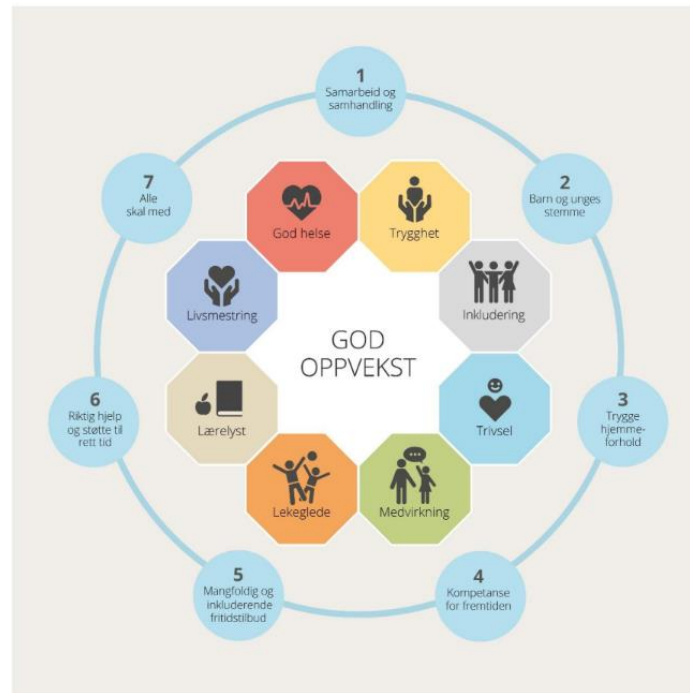 1
Samarbeid og
samhandling
2
Barn og unges
stemme
3
Trygge
hjemme-
forhold
4
Kompetanse
for fremtiden
5
Mangfoldig og
inkluderende
fritidstilbud
6
Riktig hjelp
og støtte til
rett tid
7
Alle
skal med
God helse
Trygghet
Inkludering
Trivsel
Medvirkning
Lekeglede
Lærelyst
Livsmestring
GOD
OPPVEKST